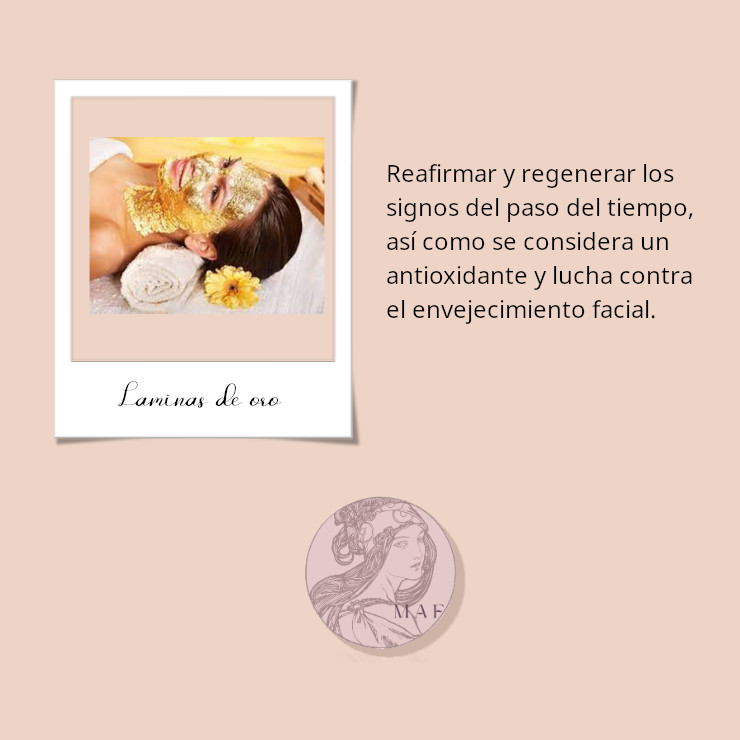 Reafirmar y regenerar los
signos del paso del tiempo,
así como se considera un
antioxidante y lucha contra
el envejecimiento facial.
Laminas de oro
MAF